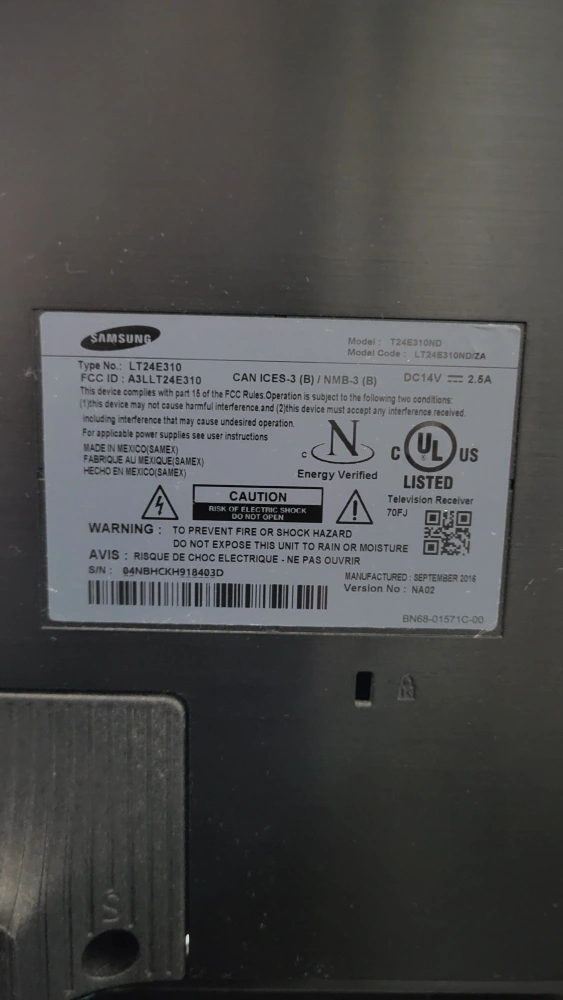 SAMSUNG
Model : T24E310ND
Model Code : LT24E310ND/ZA
Type No.: LT24E310
FCC ID : A3LLT24E310
CAN ICES-3 (B) / NMB-3 (B)
DC14V 2.5A
This device complies with part 15 of the FCC Rules.Operation is subject to the following two conditions:
(1)this device may not cause harmful interference.and (2)this device must accept any interference received.
including interference that may cause undesired operation.
For applicable power supplies see user instructions
MADE IN MEXICO(SAMEX)
FABRIQUE AU MEXIQUE(SAMEX)
HECHO EN MEXICO(SAMEX)
c N
Energy Verified
C UL US
LISTED
Television Receiver
70FJ
CAUTION
RISK OF ELECTRIC SHOCK
DO NOT OPEN
WARNING : TO PREVENT FIRE OR SHOCK HAZARD
DO NOT EXPOSE THIS UNIT TO RAIN OR MOISTURE
AVIS : RISQUE DE CHOC ELECTRIQUE - NE PAS OUVRIR
S/N : 04NBHCKH918403D
MANUFACTURED : SEPTEMBER 2016
Version No : NA02
BN68-01571C-00